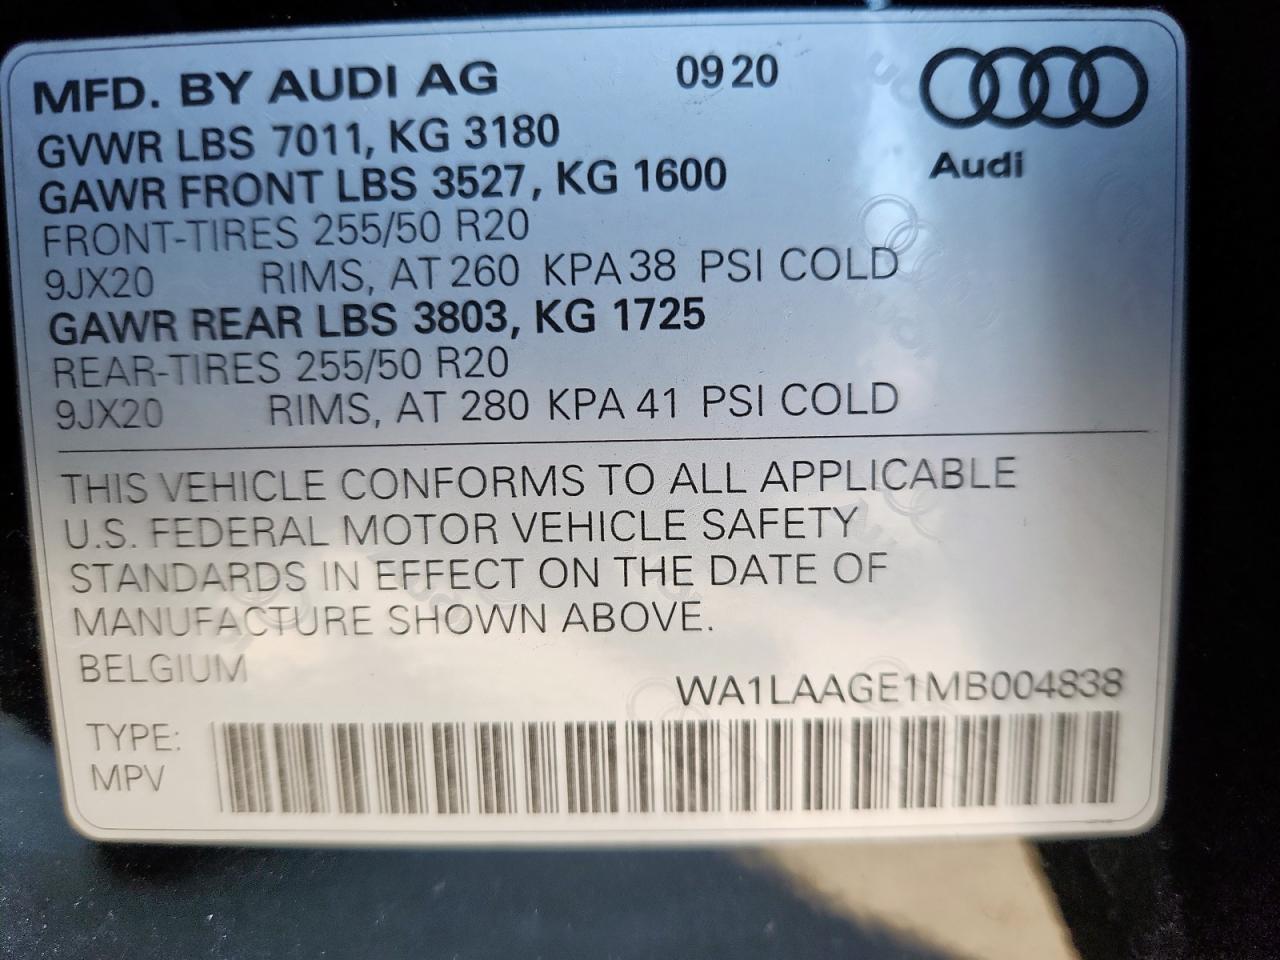 MFD. BY AUDI AG 09 20
GVWR LBS 7011, KG 3180
GAWR FRONT LBS 3527, KG 1600
Audi
FRONT-TIRES 255/50 R20
9JX20 RIMS, AT 260 KPA 38 PSI COLD
GAWR REAR LBS 3803, KG 1725
REAR-TIRES 255/50 R20
9JX20 RIMS, AT 280 KPA 41 PSI COLD
THIS VEHICLE CONFORMS TO ALL APPLICABLE
U.S. FEDERAL MOTOR VEHICLE SAFETY
STANDARDS IN EFFECT ON THE DATE OF
MANUFACTURE SHOWN ABOVE.
BELGIUM
WA1LAAGE1MB004838
TYPE:
MPV